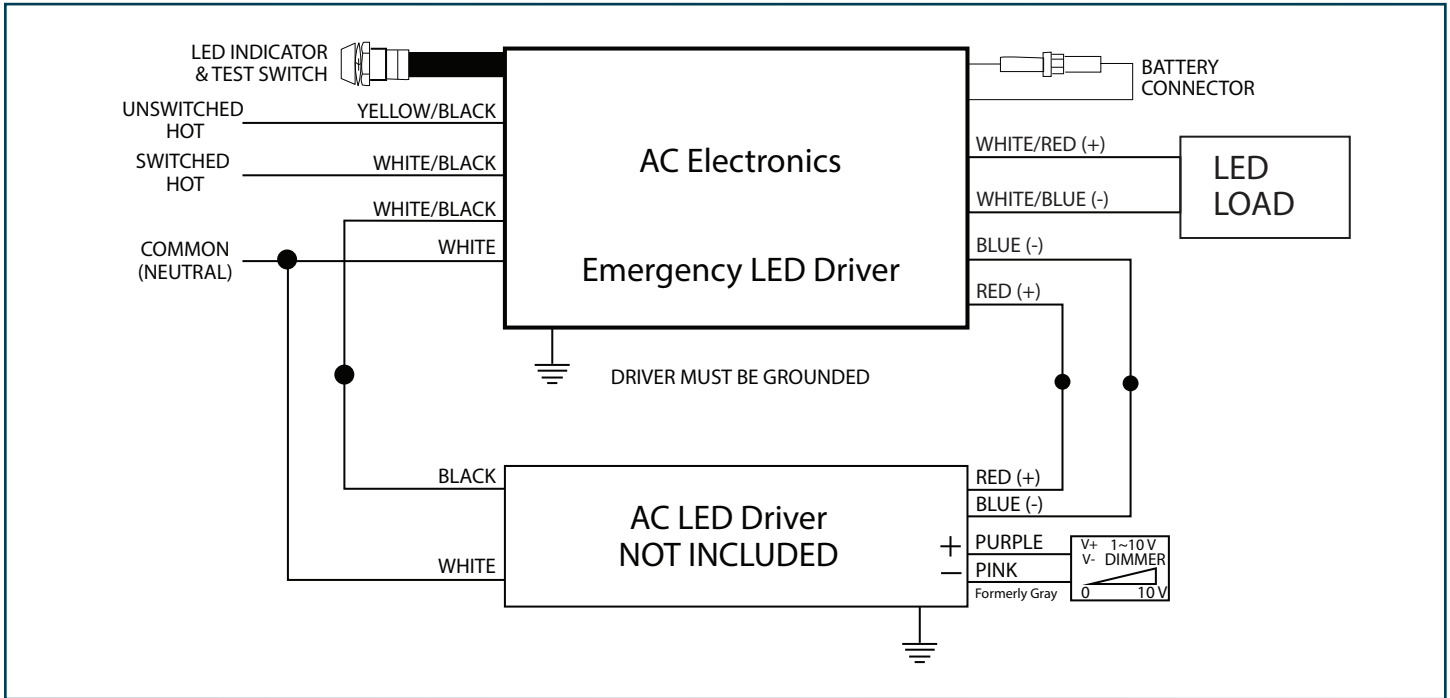 LED INDICATOR
& TEST SWITCH
UNSWITCHED
HOT
YELLOW/BLACK
SWITCHED
HOT
WHITE/BLACK
WHITE/BLACK
COMMON
(NEUTRAL)
WHITE
AC Electronics
Emergency LED Driver
BATTERY
CONNECTOR
WHITE/RED (+)
WHITE/BLUE (-)
LED
LOAD
BLUE (-)
RED (+)
DRIVER MUST BE GROUNDED
BLACK
WHITE
AC LED Driver
NOT INCLUDED
RED (+)
BLUE (-)
+ PURPLE
− PINK
Formerly Gray
V+ 1~10 V
V- DIMMER
0 10 V